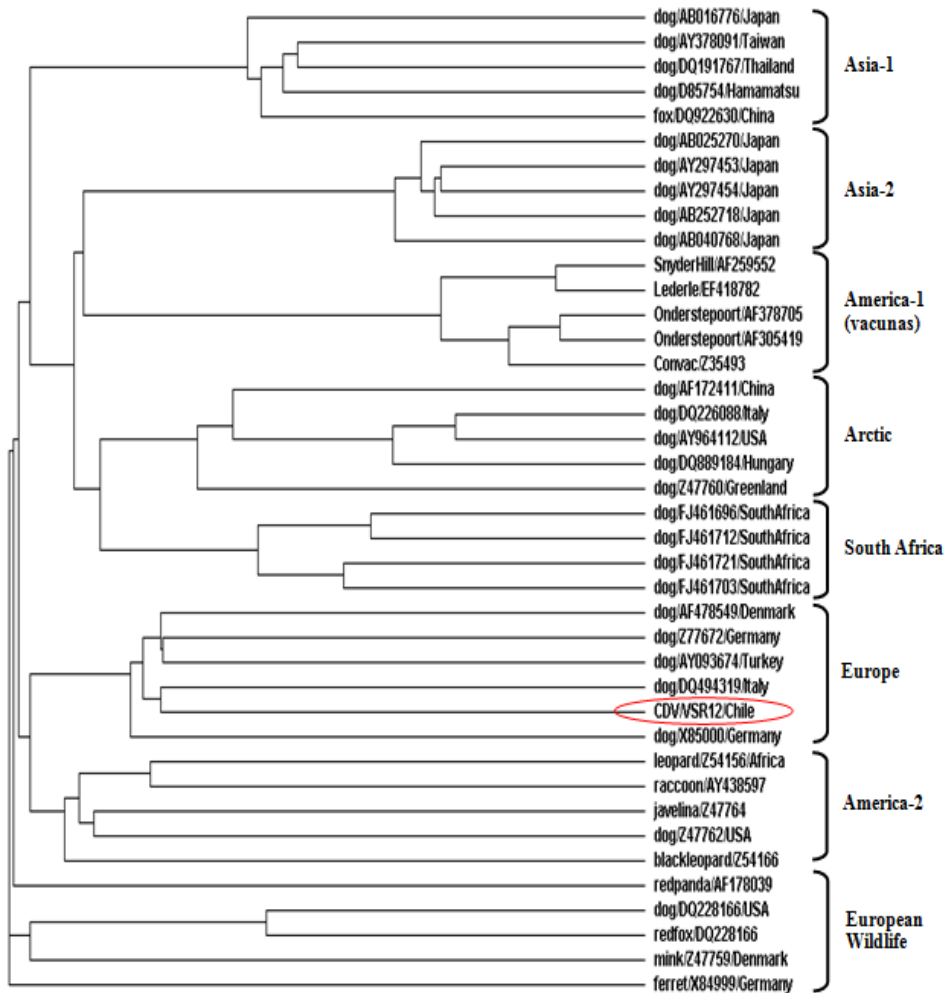 dog/AB016776/Japan
dog/AY378091/Taiwan
dog/DQ191767/Thailand
dog/D85754/Hamamatsu
fox/DQ922630/China
Asia-1
dog/AB025270/Japan
dog/AY297453/Japan
dog/AY297454/Japan
dog/AB252718/Japan
dog/AB040768/Japan
Asia-2
SnyderHill/AF259552
Lederle/EF418782
Onderstepoort/AF378705
Onderstepoort/AF305419
Convac/Z35493
America-1
(vacunas)
dog/AF172411/China
dog/DQ226088/Italy
dog/AY964112/USA
dog/DQ889184/Hungary
dog/Z47760/Greenland
Arctic
dog/FJ461696/SouthAfrica
dog/FJ461712/SouthAfrica
dog/FJ461721/SouthAfrica
dog/FJ461703/SouthAfrica
South Africa
dog/AF478549/Denmark
dog/Z77672/Germany
dog/AY093674/Turkey
dog/DQ494319/Italy
CDV/VSR12/Chile
dog/X85000/Germany
Europe
leopard/Z54156/Africa
raccoon/AY438597
javelina/Z47764
dog/Z47762/USA
blackleopard/Z54166
America-2
redpanda/AF178039
dog/DQ228166/USA
redfox/DQ228166
mink/Z47759/Denmark
ferret/X84999/Germany
European
Wildlife